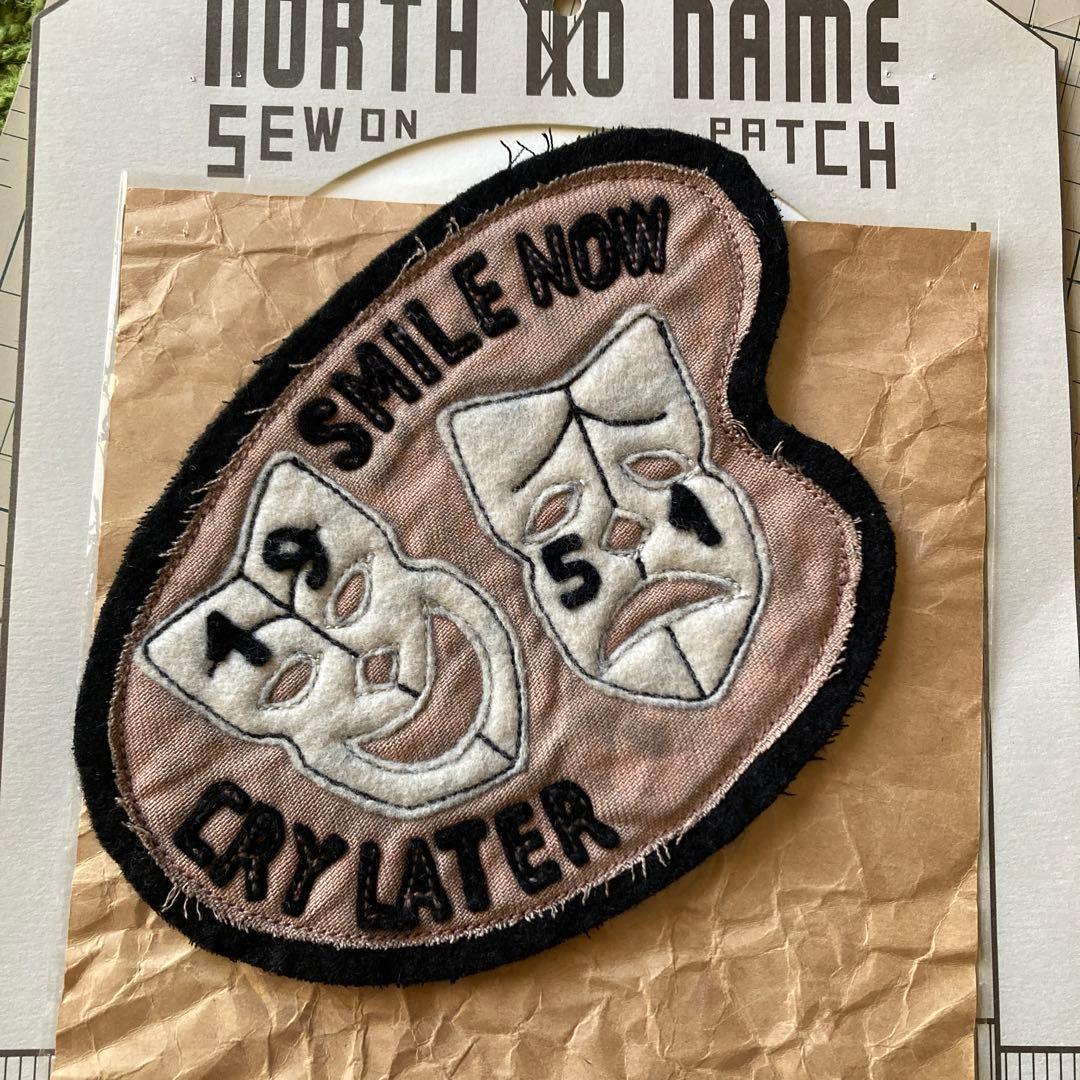 NORTH NO NAME
SEW ON PATCH
SMILE NOW
19
51
CRY LATER